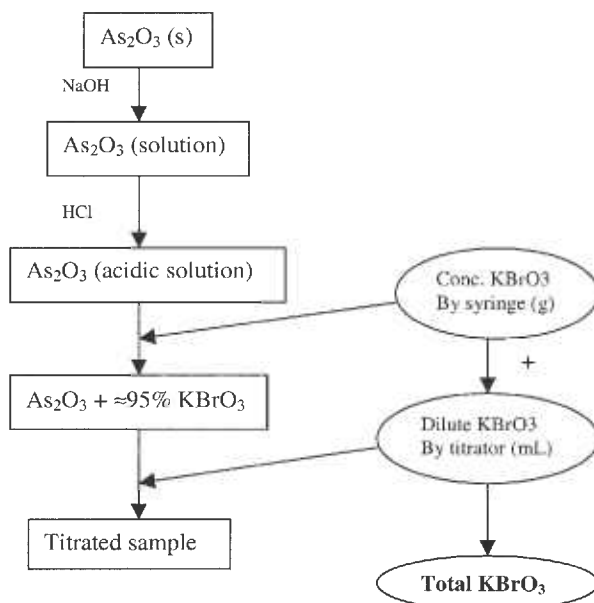 As₂O₃ (s)
NaOH
As₂O₃ (solution)
HCl
As₂O₃ (acidic solution)
Conc. KBrO3
By syringe (g)
+
As₂O₃ + ≈95% KBrO₃
Dilute KBrO3
By titrator (mL)
Titrated sample
Total KBrO₃